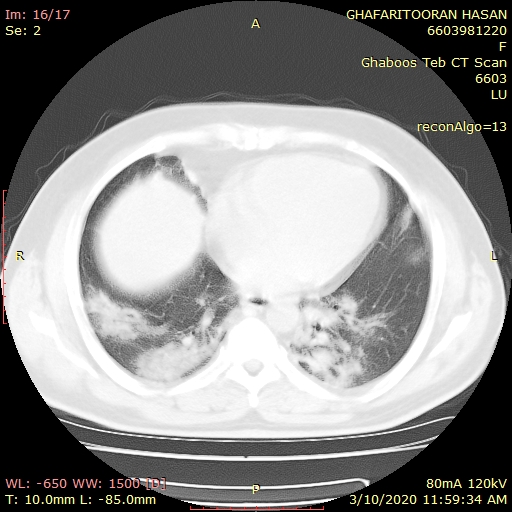 Im: 16/17
Se: 2
A
GHAFARITOORAN HASAN
6603981220
F
Ghaboos Teb CT Scan
6603
LU
reconAlgo=13
R
L
WL: -650 WW: 1500 [D]
T: 10.0mm L: -85.0mm
P
80mA 120kV
3/10/2020 11:59:34 AM